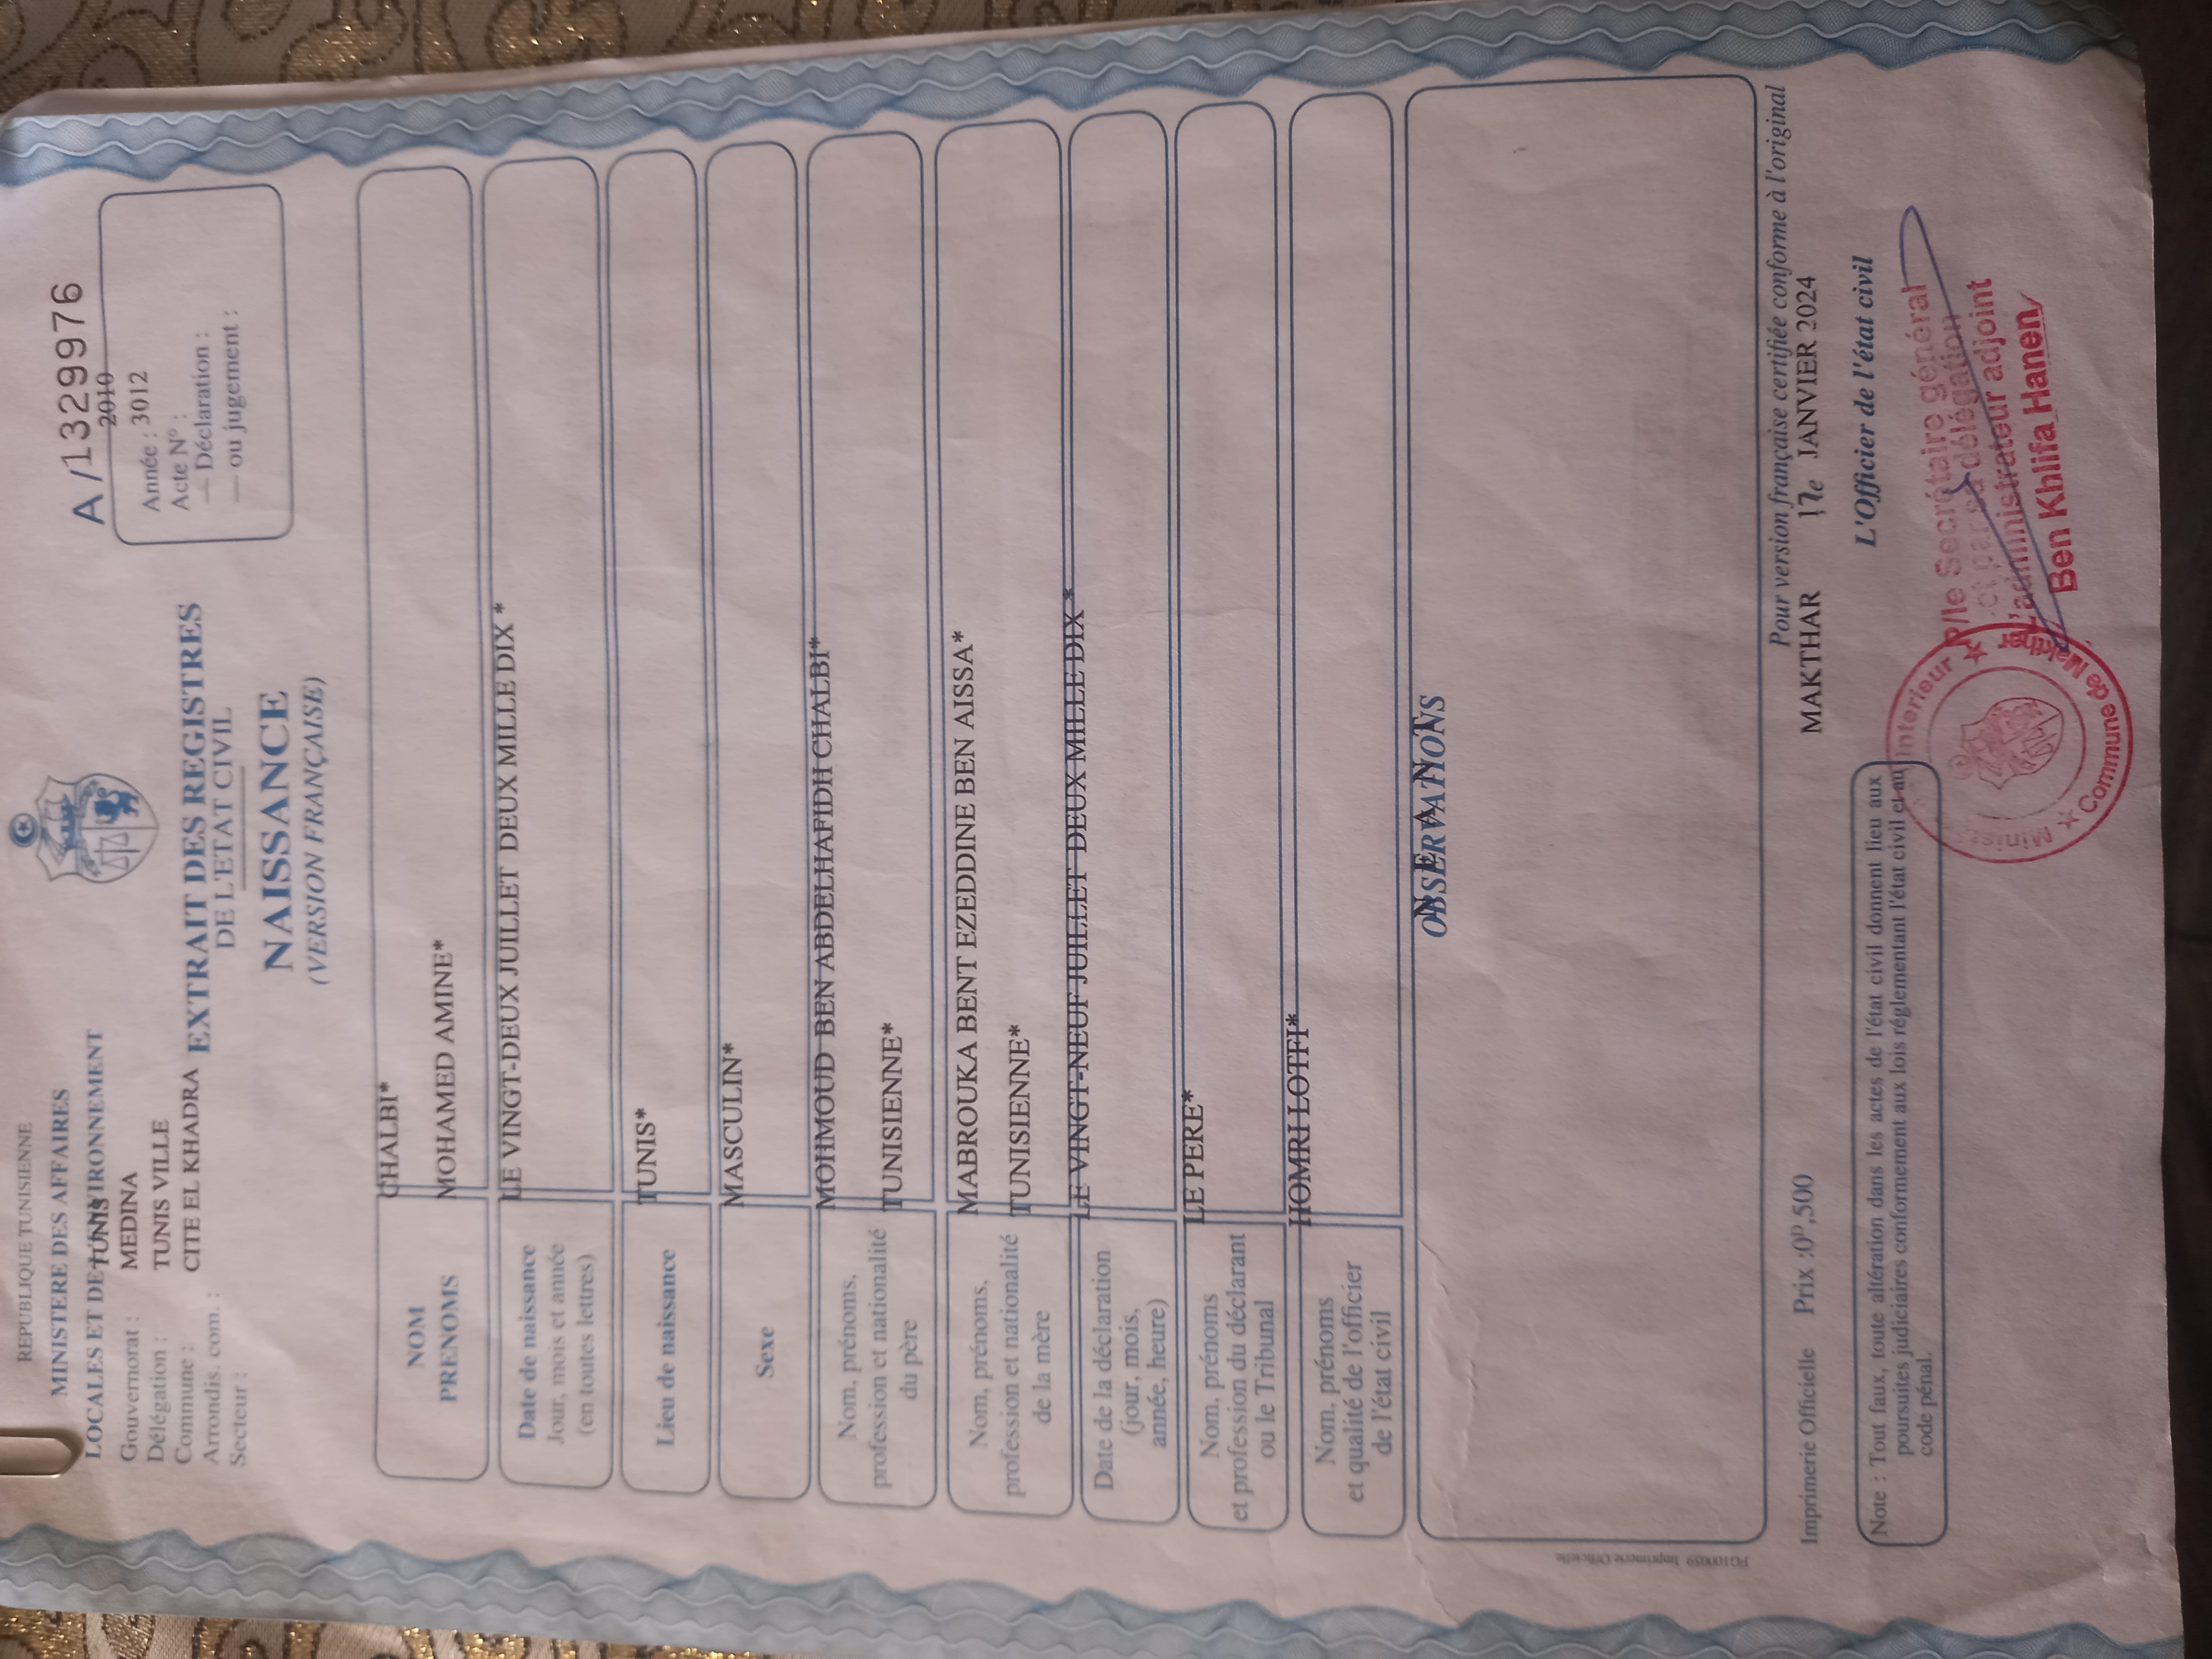 REPUBLIQUE TUNISIENNE
MINISTERE DES AFFAIRES
LOCALES ET DE L'ENVIRONNEMENT
Gouvernorat : TUNIS
Délégation : MEDINA
Commune : TUNIS VILLE
Arrondis. com. : CITE EL KHADRA
Secteur :
EXTRAIT DES REGISTRES
DE L'ETAT CIVIL
NAISSANCE
(VERSION FRANÇAISE)
A /1329976
2010
Année : 3012
Acte N° :
— Déclaration :
— ou jugement :
NOM
PRENOMS
CHALBI*
MOHAMED AMINE*
Date de naissance
Jour, mois et année
(en toutes lettres)
LE VINGT-DEUX JUILLET DEUX MILLE DIX *
Lieu de naissance
TUNIS*
Sexe
MASCULIN*
Nom, prénoms,
profession et nationalité
du père
MOHMOUD BEN ABDELHAFIDH CHALBI*
TUNISIENNE*
Nom, prénoms,
profession et nationalité
de la mère
MABROUKA BENT EZEDDINE BEN AISSA*
TUNISIENNE*
Date de la déclaration
(jour, mois,
année, heure)
LE VINGT-NEUF JUILLET DEUX MILLE DIX *
Nom, prénoms
et profession du déclarant
ou le Tribunal
LE PERE*
Nom, prénoms
et qualité de l'officier
de l'état civil
HOMRI LOTFI*
OBSERVATIONS
FG100059 Imprimerie Officielle
Pour version française certifiée conforme à l'original
Imprimerie Officielle Prix :0ᴰ,500
MAKTHAR 17e JANVIER 2024
L'Officier de l'état civil
Note : Tout faux, toute altération dans les actes de l'état civil donnent lieu aux
poursuites judiciaires conformément aux lois réglementant l'état civil et au
code pénal.
P/le Secrétaire général
et par sa délégation
L'administrateur adjoint
Ben Khlifa Hanen
Interieur
Commune de Makthar